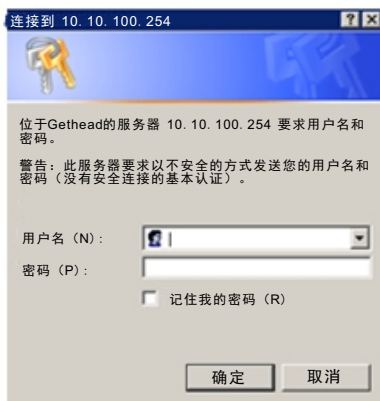 连接到 10. 10. 100. 254
位于Gethead的服务器 10. 10. 100. 254 要求用户名和
密码。
警告：此服务器要求以不安全的方式发送您的用户名和
密码（没有安全连接的基本认证）。
用户名（N）:
密码（P）:
记住我的密码（R）
确定 取消